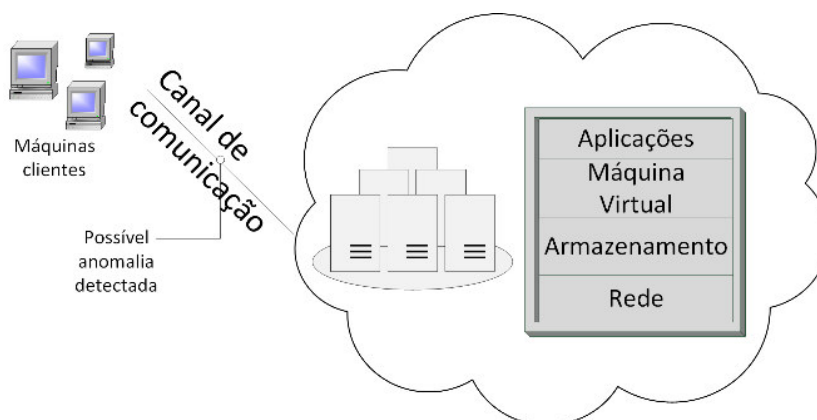 Máquinas
clientes
Canal de
comunicação
Possível
anomalia
detectada
Aplicações
Máquina
Virtual
Armazenamento
Rede